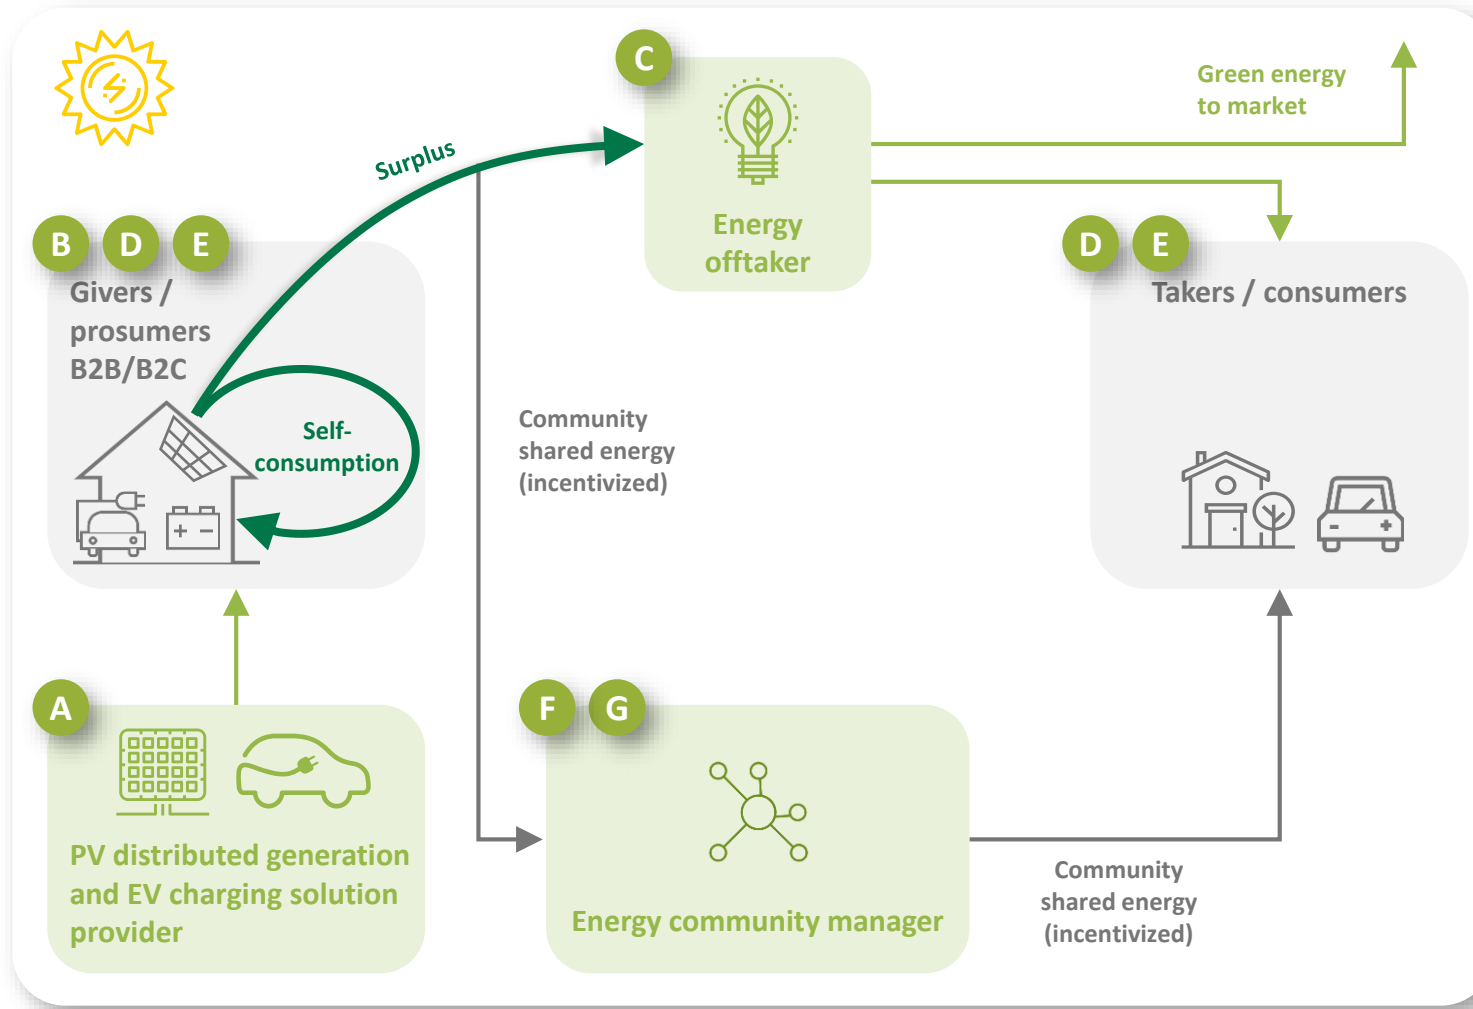 C
Green energy
to market
Surplus
Energy
offtaker
B D E
Givers /
prosumers
B2B/B2C
D E
Takers / consumers
Self-
consumption
Community
shared energy
(incentivized)
A
PV distributed generation
and EV charging solution
provider
F G
Energy community manager
Community
shared energy
(incentivized)